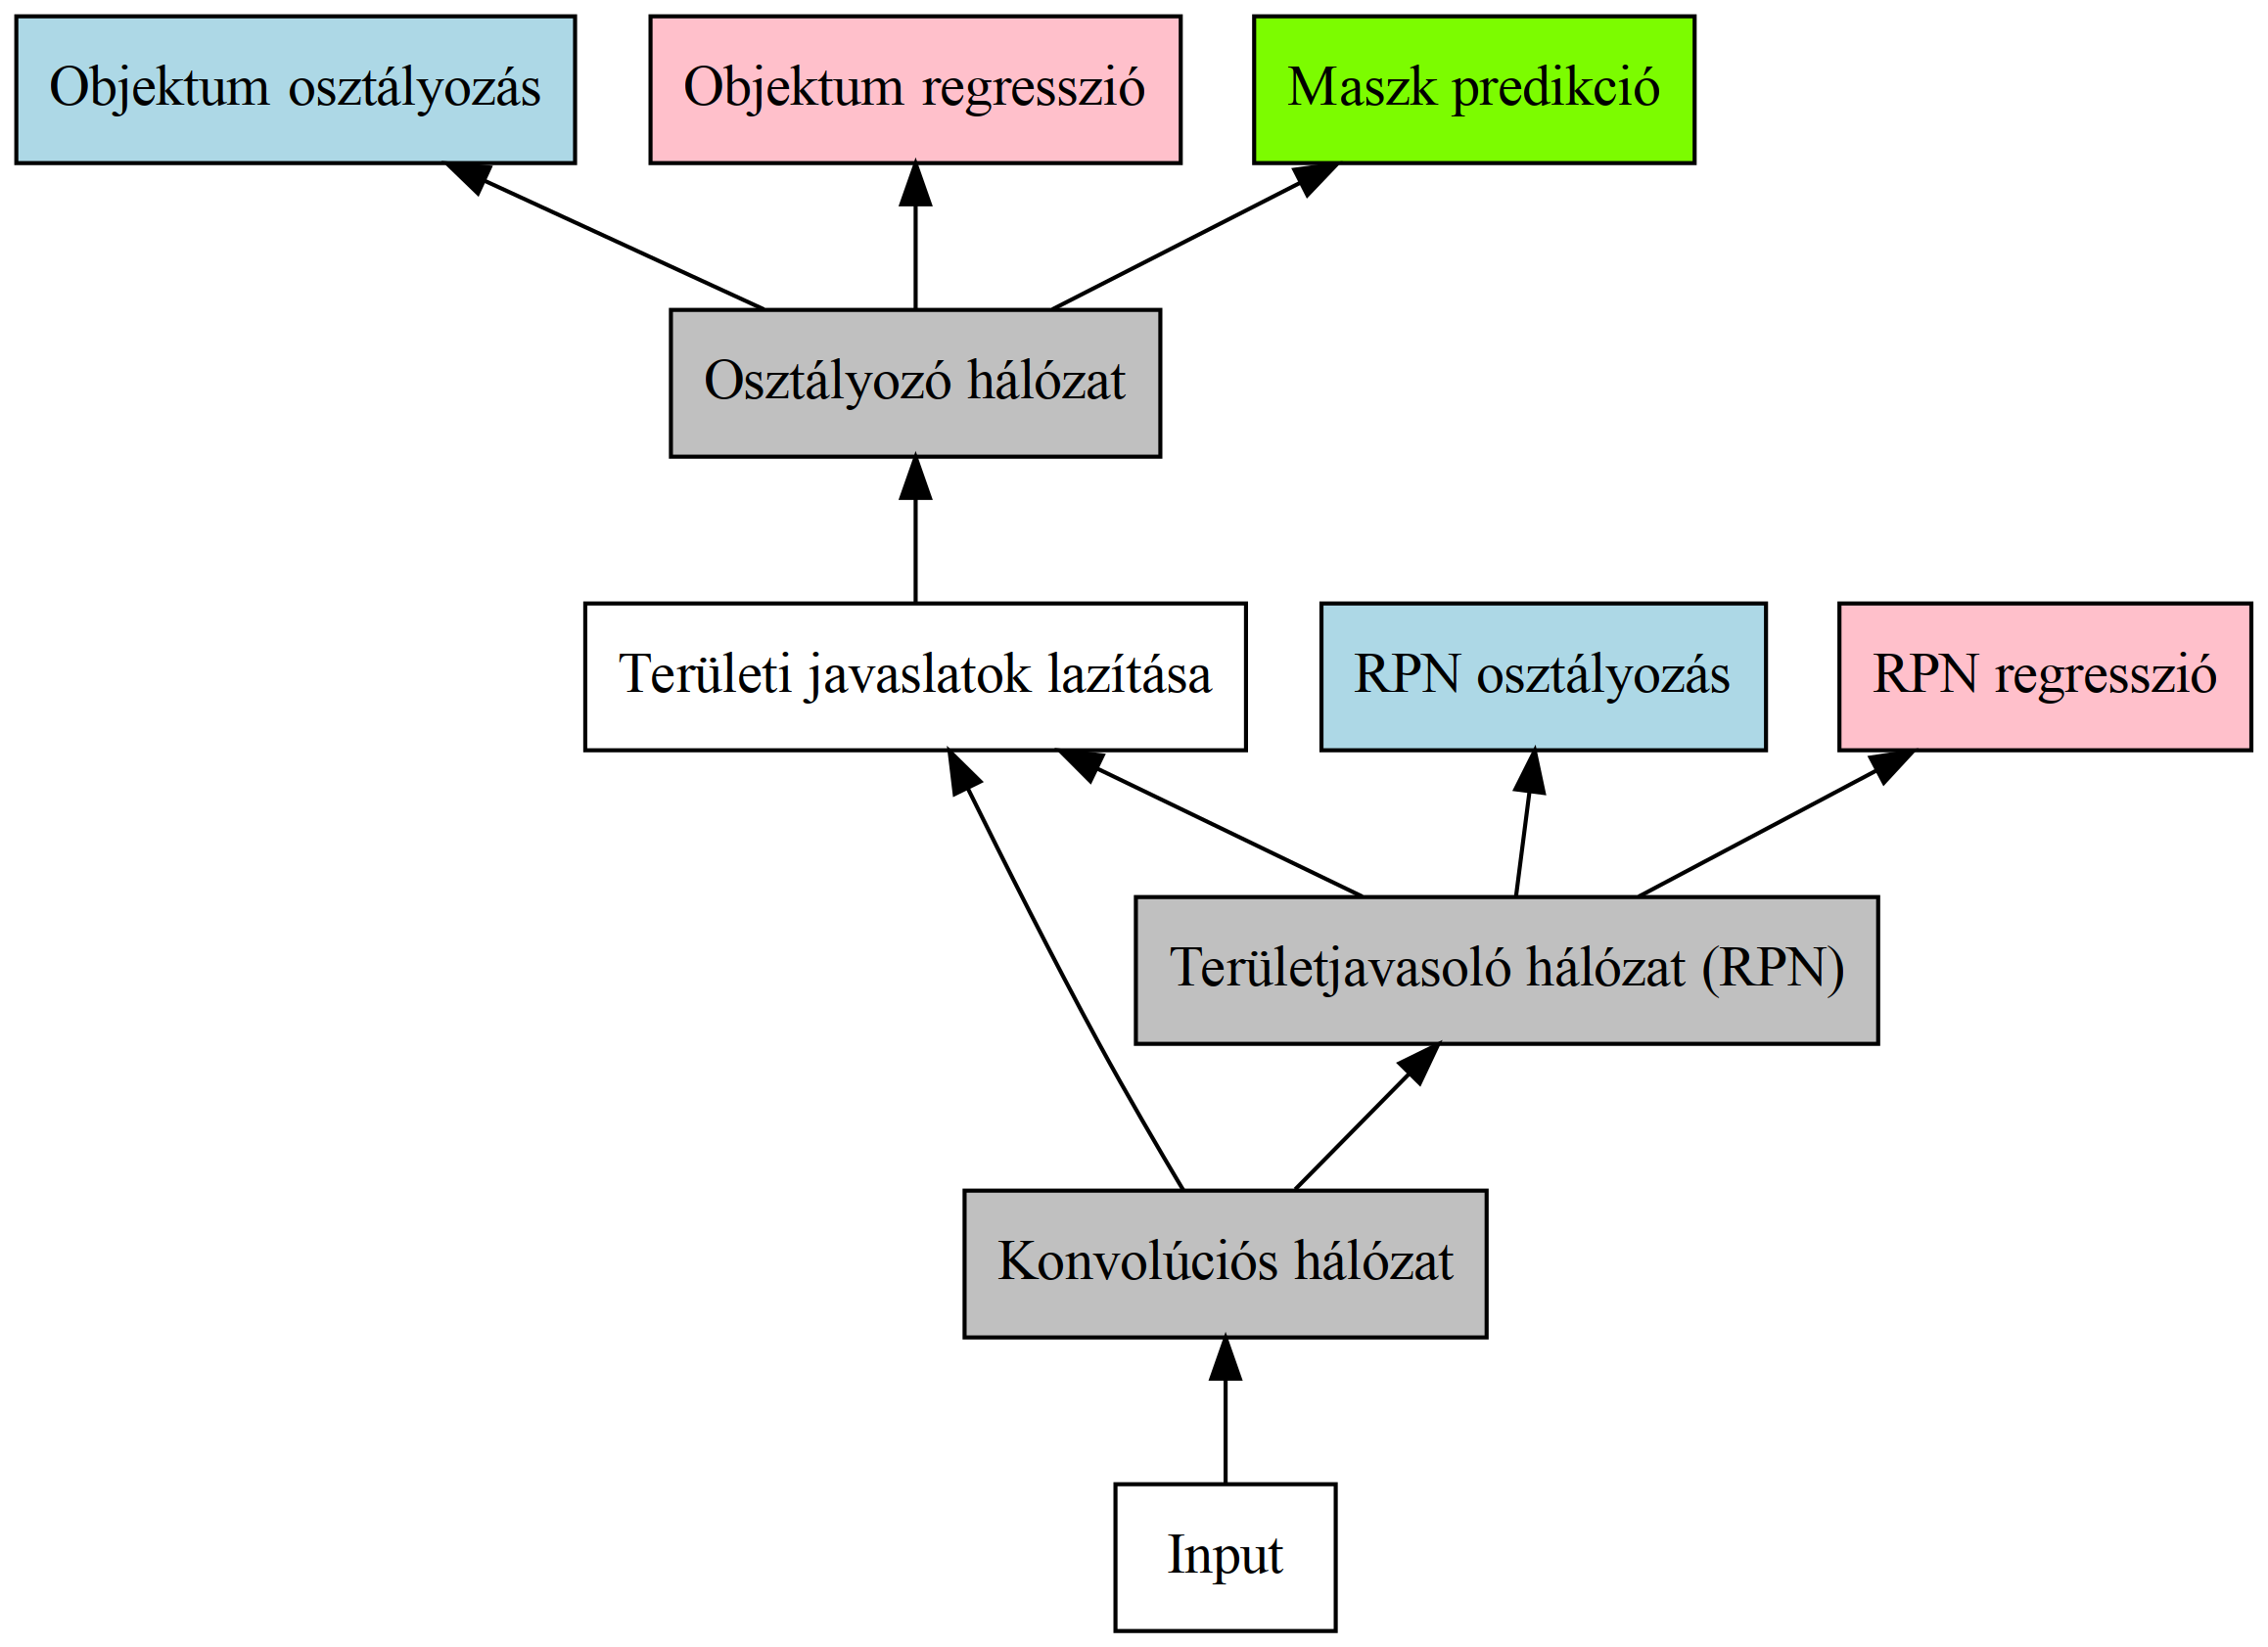 Objektum osztályozás
Objektum regresszió
Maszk predikció
Osztályozó hálózat
Területi javaslatok lazítása
RPN osztályozás
RPN regresszió
Területjavasoló hálózat (RPN)
Konvolúciós hálózat
Input